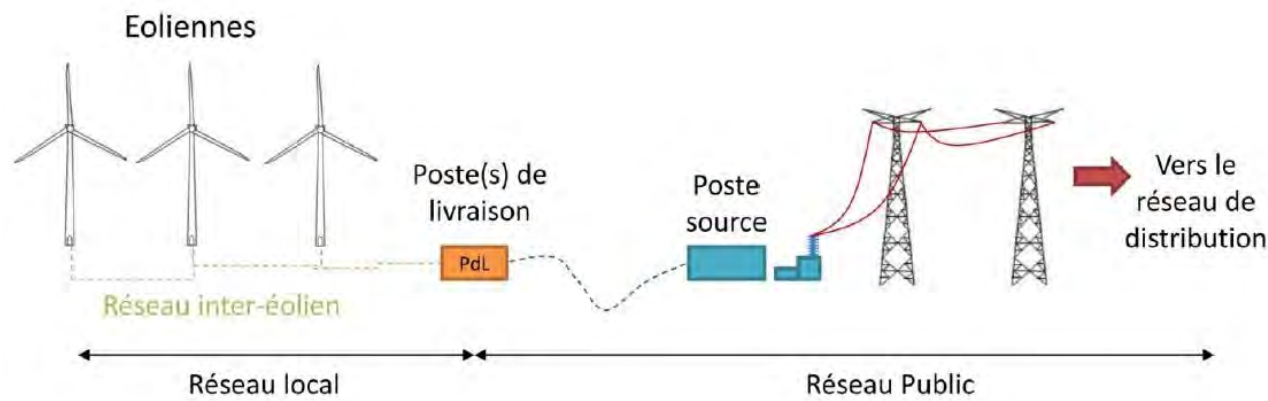 Eoliennes
Poste(s) de
livraison
Poste
source
Vers le
réseau de
distribution
PdL
Réseau inter-éolien
Réseau local
Réseau Public